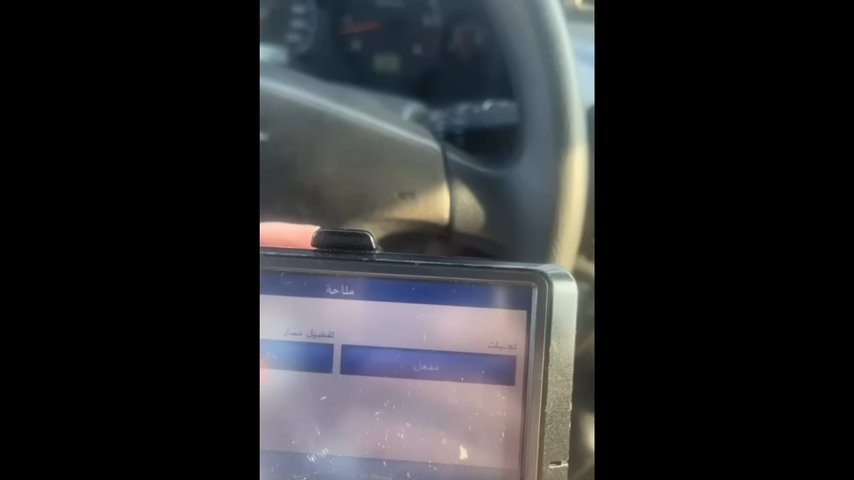 ملاحة
تجنبات
تفضيل مسار
مفعل